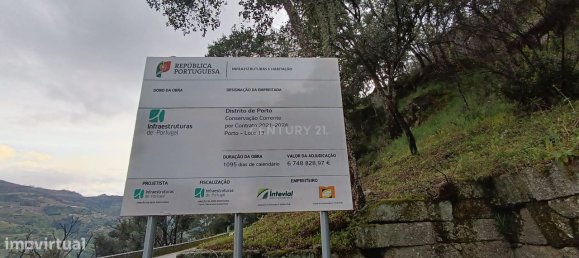 REPÚBLICA
PORTUGUESA
INFRAESTRUTURAS E HABITAÇÃO
DONO DA OBRA
DESIGNAÇÃO DA EMPREITADA
Infraestruturas
de Portugal
Distrito de Porto
Conservação Corrente
por Contrato 2021-2024
Porto - Lote 13
CENTURY 21.
DURAÇÃO DA OBRA
VALOR DA ADJUDICAÇÃO
1095 dias de calendário
6 748 828,97 €
PROJETISTA
FISCALIZAÇÃO
EMPREITEIRO
Infraestruturas
de Portugal
Infraestruturas
de Portugal
Intevial
imovirtual